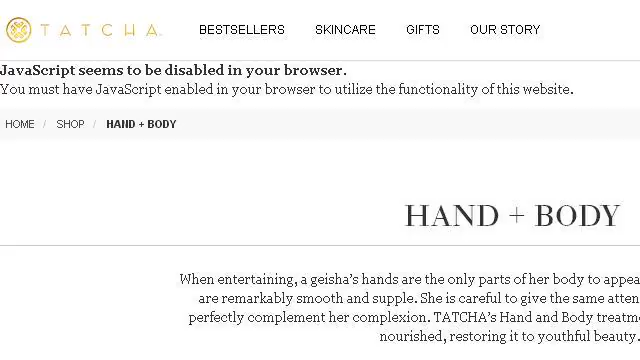 TATCHA. BESTSELLERS SKINCARE GIFTS OUR STORY
JavaScript seems to be disabled in your browser.
You must have JavaScript enabled in your browser to utilize the functionality of this website.
HOME / SHOP / HAND + BODY
HAND + BODY
When entertaining, a geisha's hands are the only parts of her body to appea
are remarkably smooth and supple. She is careful to give the same atten
perfectly complement her complexion. TATCHA's Hand and Body treatm
nourished, restoring it to youthful beauty.